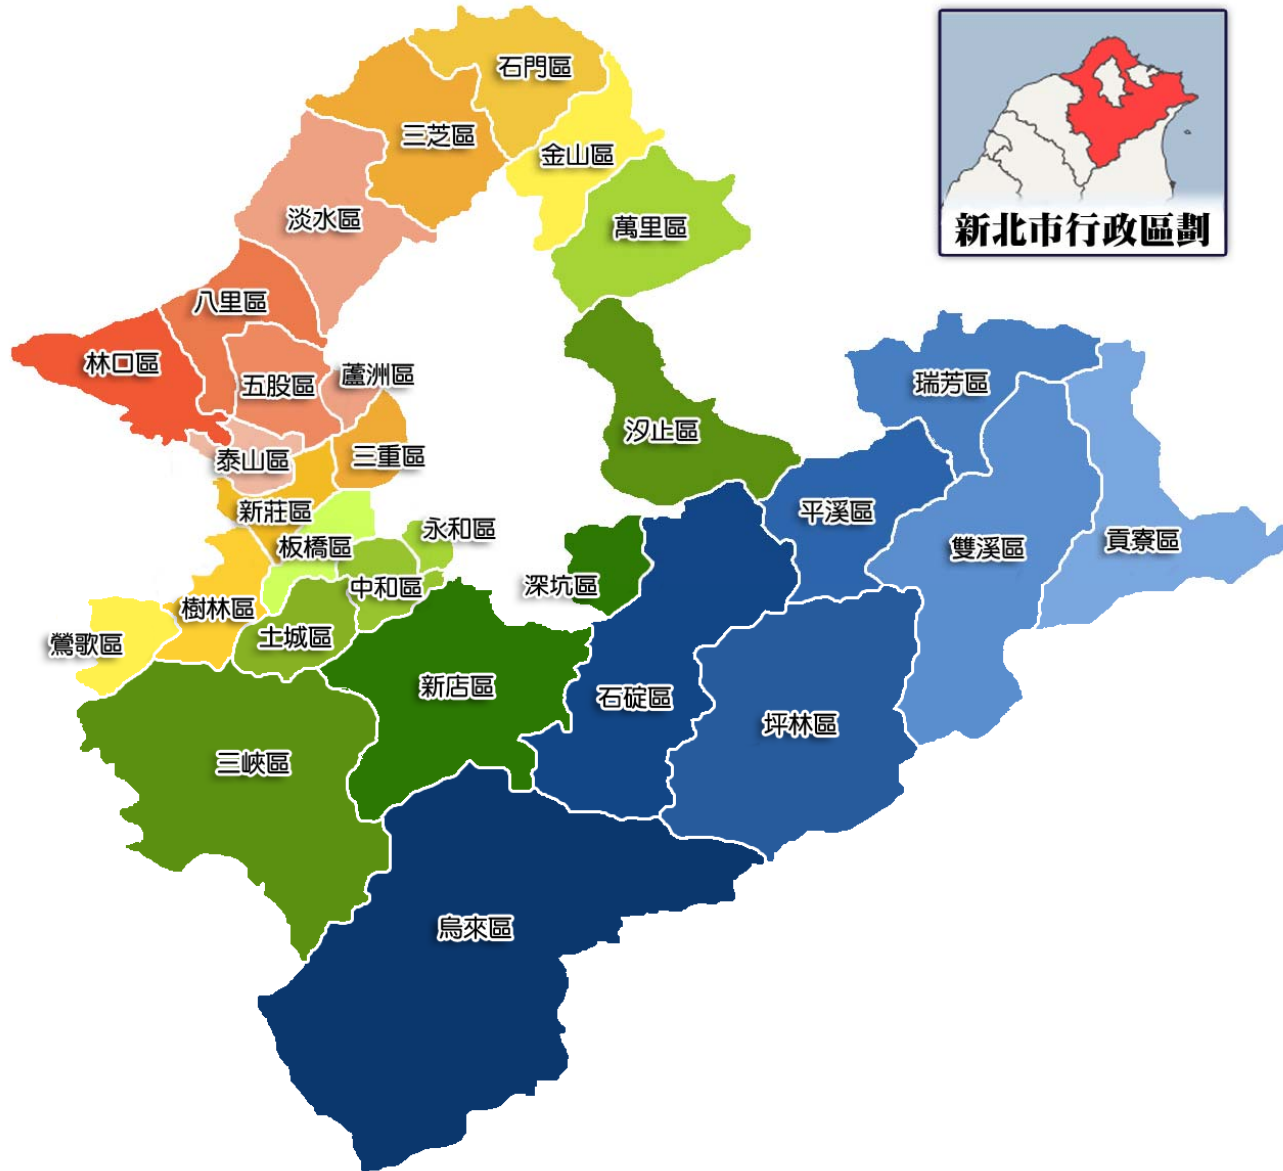 石門區
三芝區
金山區
淡水區
萬里區
新北市行政區劃
八里區
林口區
五股區
蘆洲區
瑞芳區
汐止區
三重區
泰山區
新莊區
平溪區
永和區
板橋區
雙溪區
貢寮區
深坑區
中和區
樹林區
土城區
鶯歌區
新店區
石碇區
坪林區
三峽區
烏來區